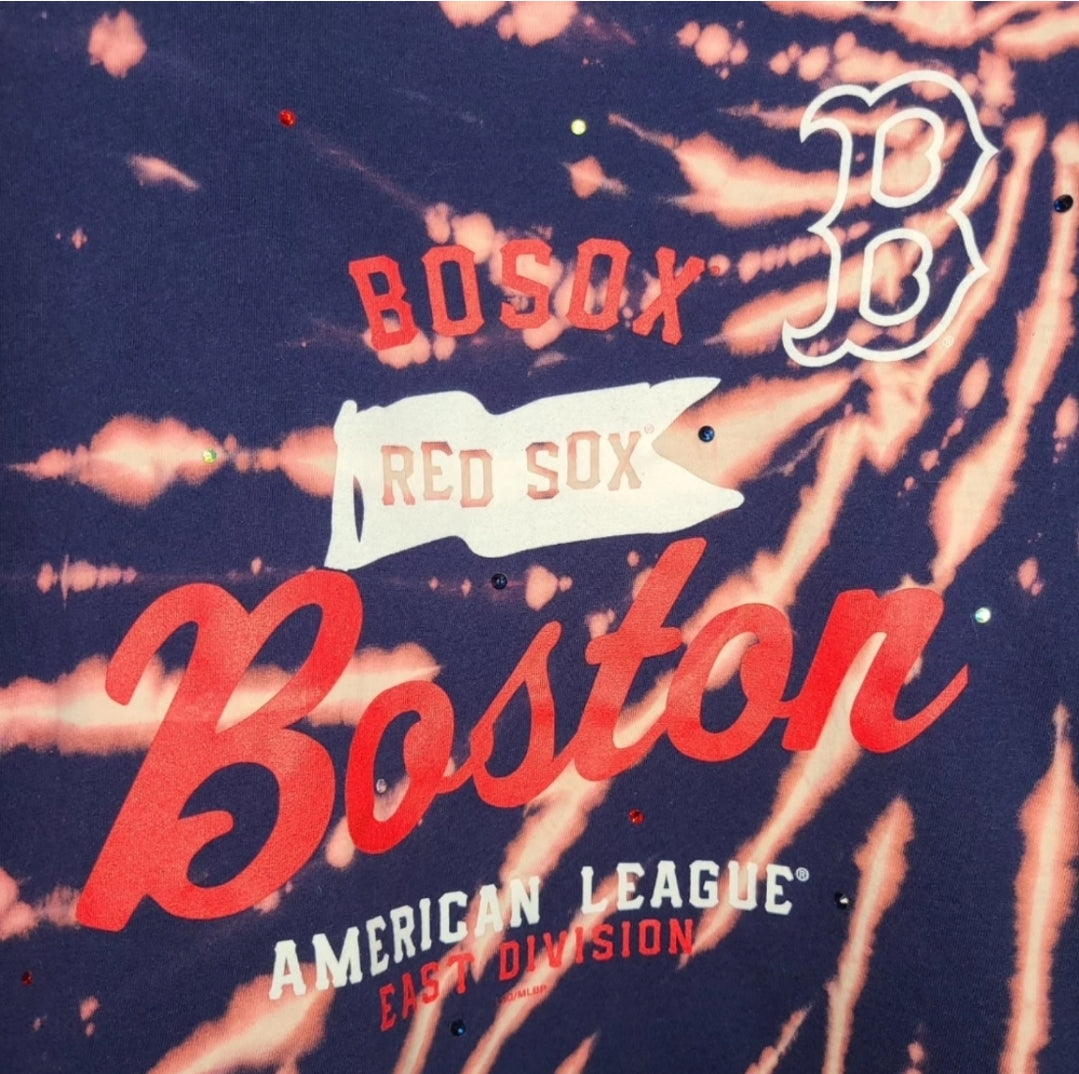 B
BOSOX
RED SOX®
Boston
AMERICAN LEAGUE®
EAST DIVISION